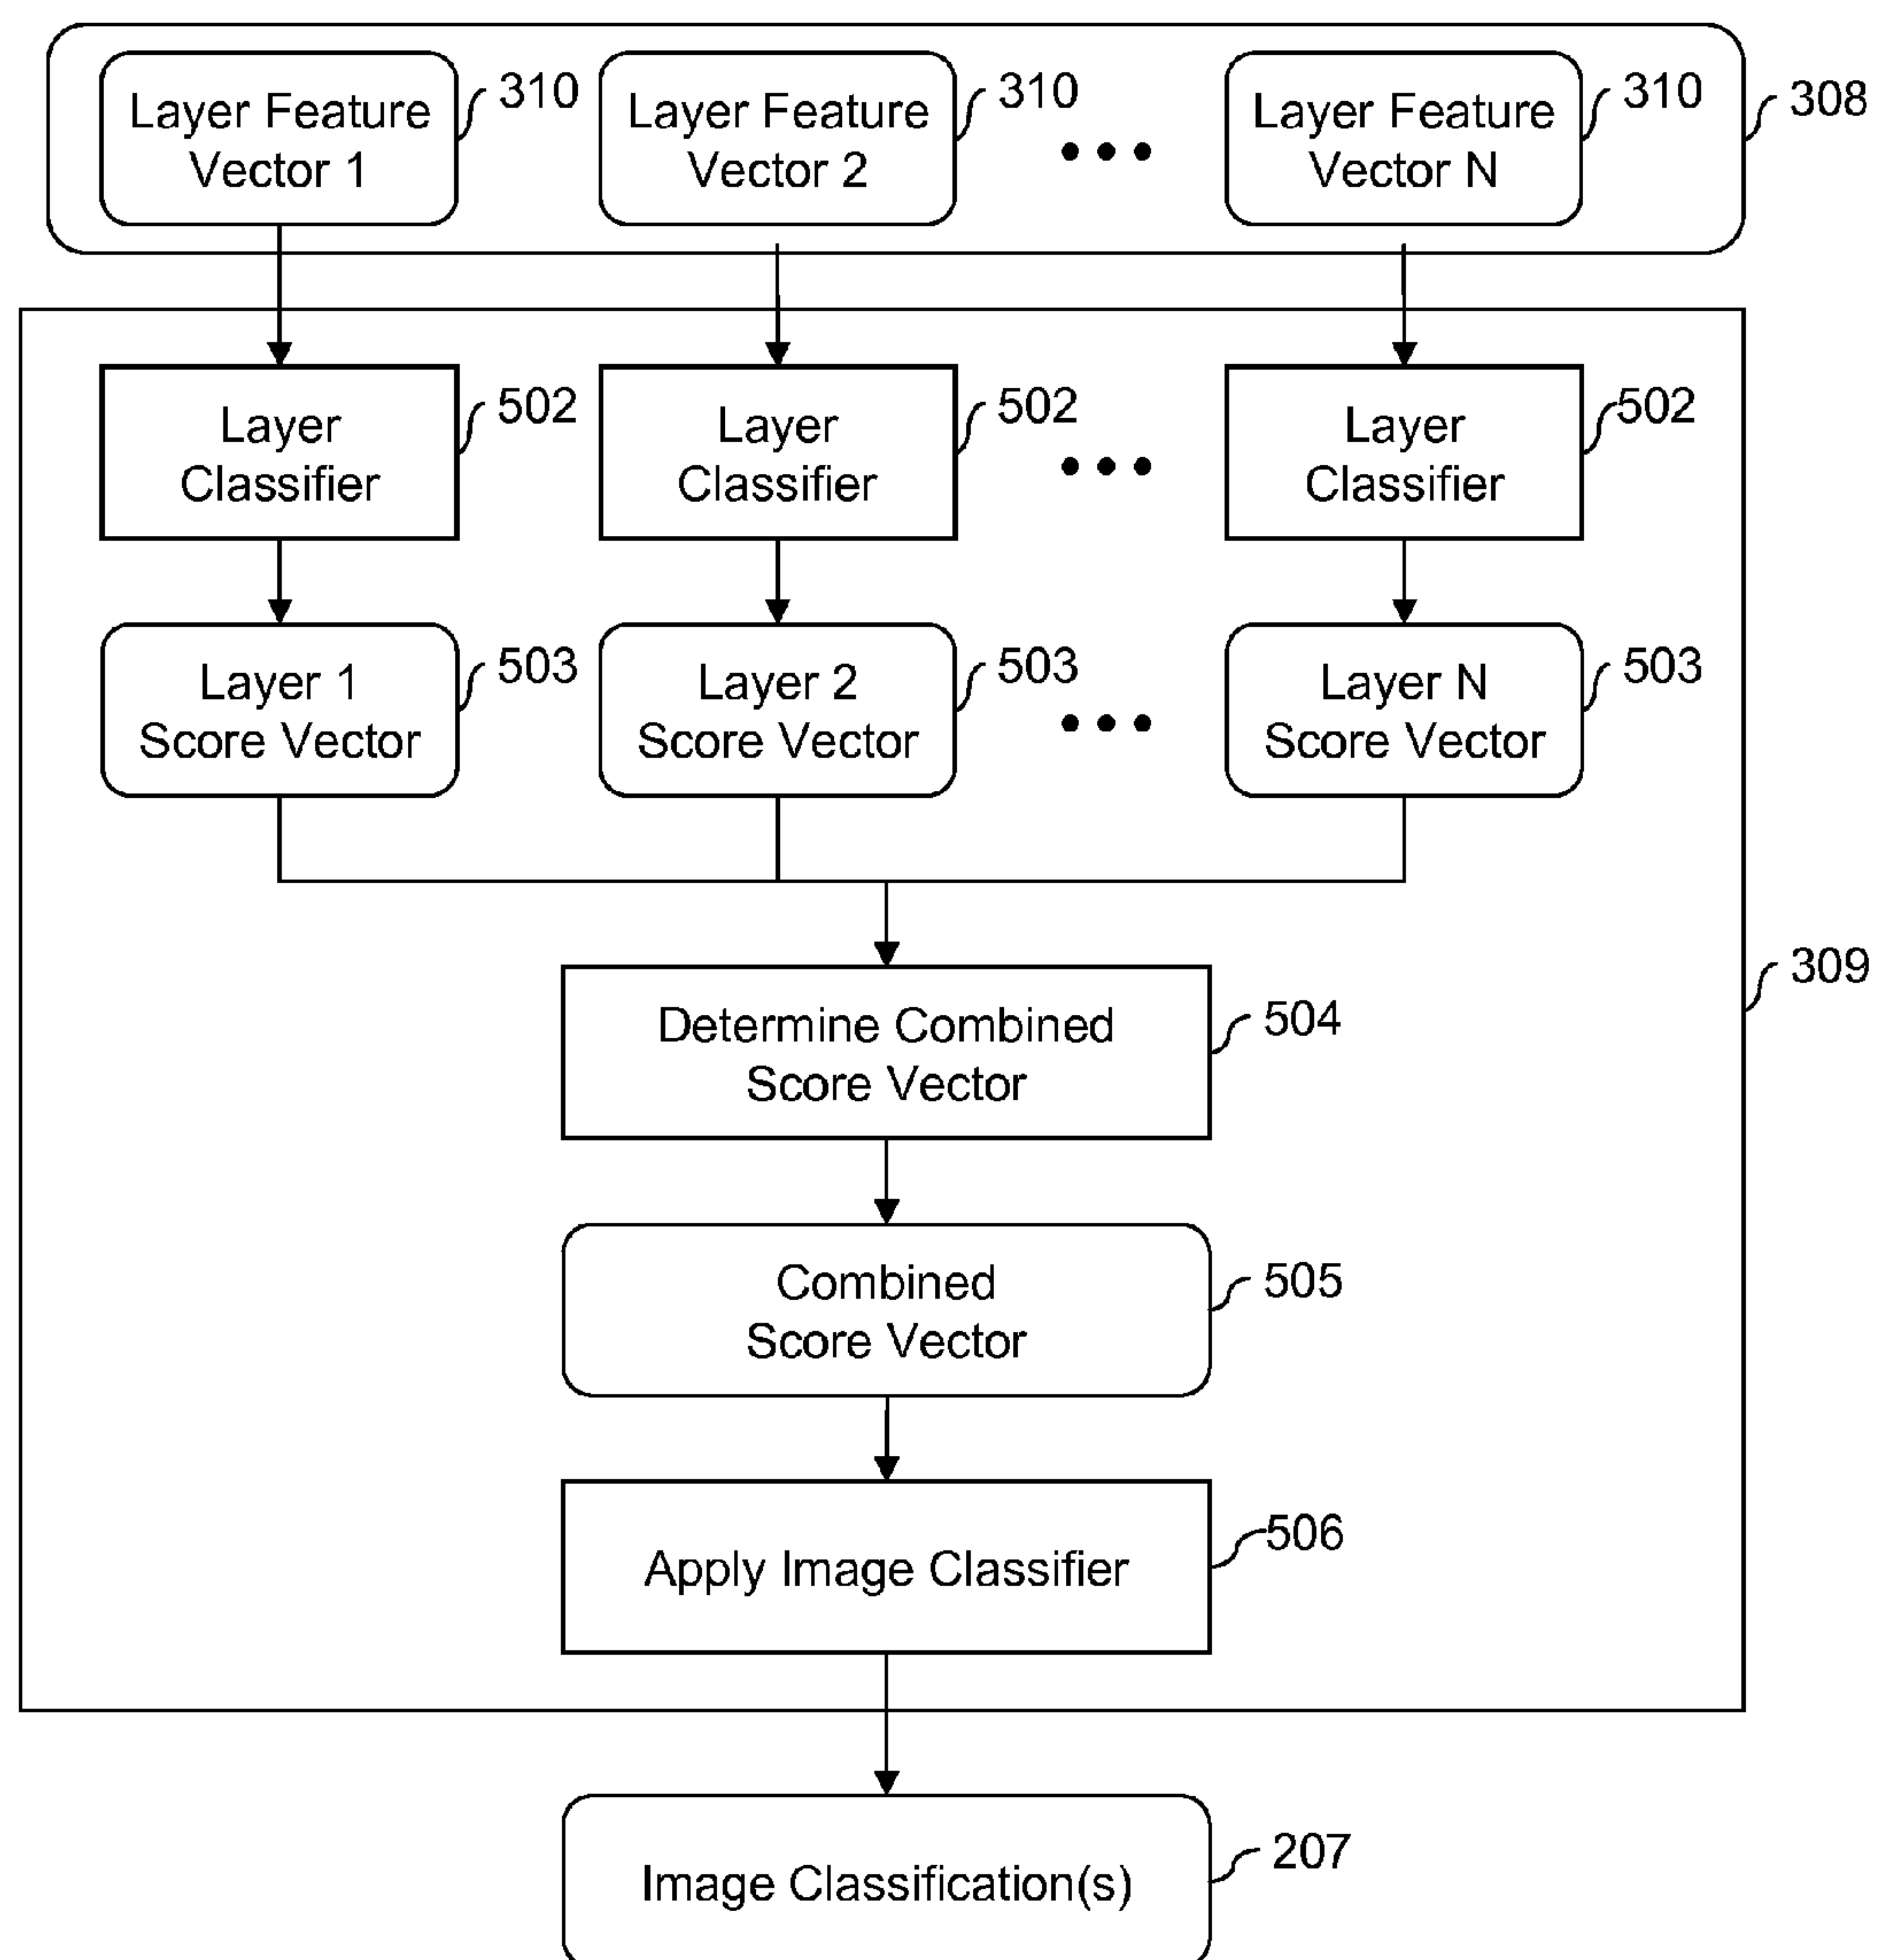 Layer Feature
Vector 1
310
Layer Feature
Vector 2
310
Layer Feature
Vector N
310
308
Layer
Classifier
502
Layer
Classifier
502
Layer
Classifier
502
Layer 1
Score Vector
503
Layer 2
Score Vector
503
Layer N
Score Vector
503
309
Determine Combined
Score Vector
504
Combined
Score Vector
505
Apply Image Classifier
506
Image Classification(s)
207